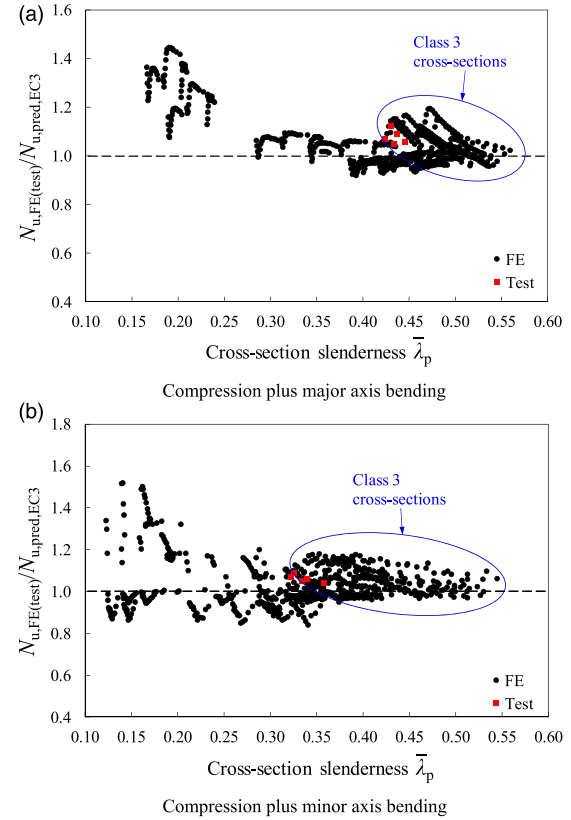 (a)
1.6
1.4
1.2
1.0
0.8
0.6
0.4
N_u,FE(test)/N_u,pred,EC3
Class 3
cross-sections
FE
Test
0.10 0.15 0.20 0.25 0.30 0.35 0.40 0.45 0.50 0.55 0.60
Cross-section slenderness λ̅_p
Compression plus major axis bending
(b)
1.8
1.6
1.4
1.2
1.0
0.8
0.6
0.4
N_u,FE(test)/N_u,pred,EC3
Class 3
cross-sections
FE
Test
0.10 0.15 0.20 0.25 0.30 0.35 0.40 0.45 0.50 0.55 0.60
Cross-section slenderness λ̅_p
Compression plus minor axis bending